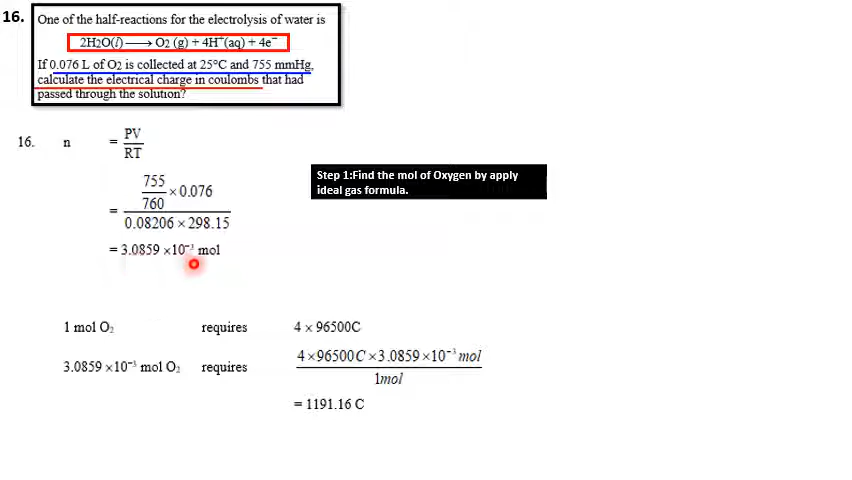 16.
One of the half-reactions for the electrolysis of water is
2H2O(l) ⟶ O2 (g) + 4H⁺(aq) + 4e⁻
If 0.076 L of O2 is collected at 25°C and 755 mmHg,
calculate the electrical charge in coulombs that had
passed through the solution?
16. n = PV
RT
Step 1:Find the mol of Oxygen by apply
ideal gas formula.
755
760 × 0.076
=
0.08206 × 298.15
= 3.0859 ×10⁻³ mol
1 mol O₂ requires 4 × 96500C
3.0859 ×10⁻³ mol O₂ requires 4×96500C×3.0859×10⁻³ mol
1mol
= 1191.16 C